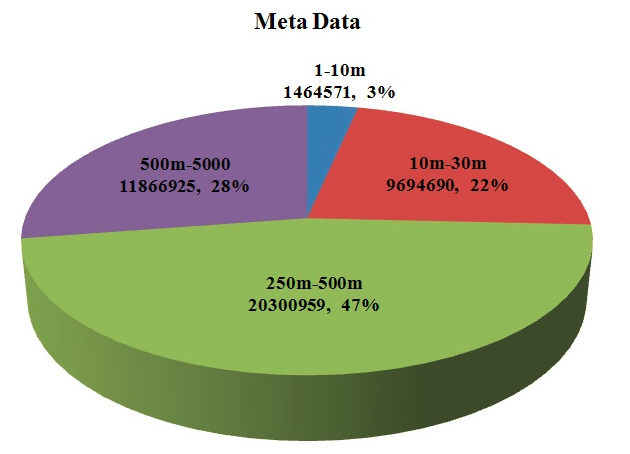 Meta Data
1-10m
1464571, 3%
10m-30m
9694690, 22%
500m-5000
11866925, 28%
250m-500m
20300959, 47%